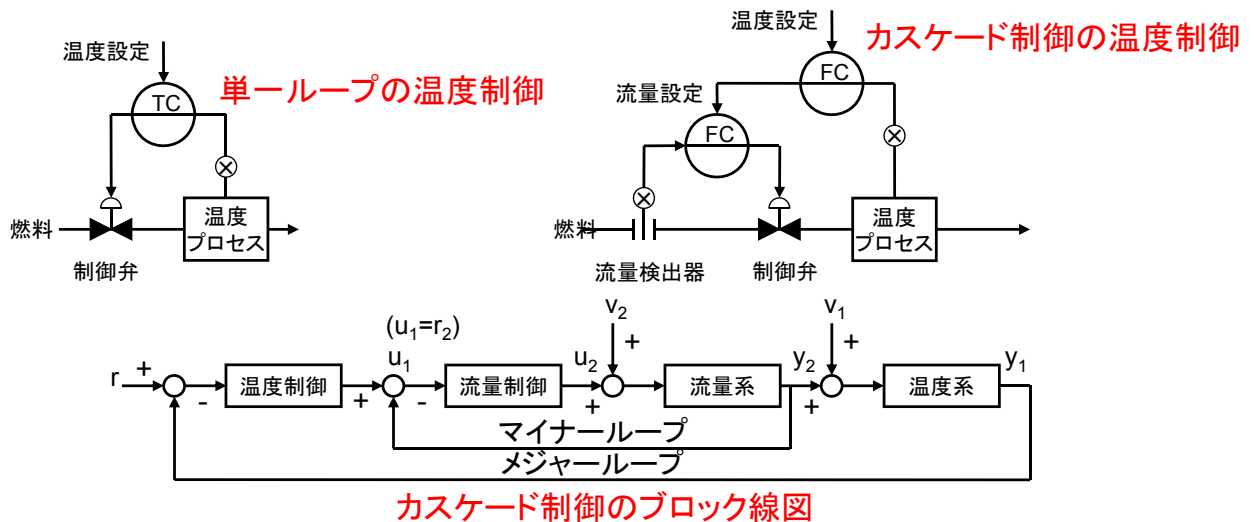 温度設定
単一ループの温度制御
TC
燃料
制御弁
温度
プロセス
温度設定
カスケード制御の温度制御
FC
流量設定
FC
燃料
流量検出器
制御弁
温度
プロセス
(u₁=r₂)
v₂
v₁
r
+
-
温度制御
+
u₁
-
流量制御
u₂
+
+
流量系
y₂
+
+
温度系
y₁
マイナーループ
メジャーループ
カスケード制御のブロック線図